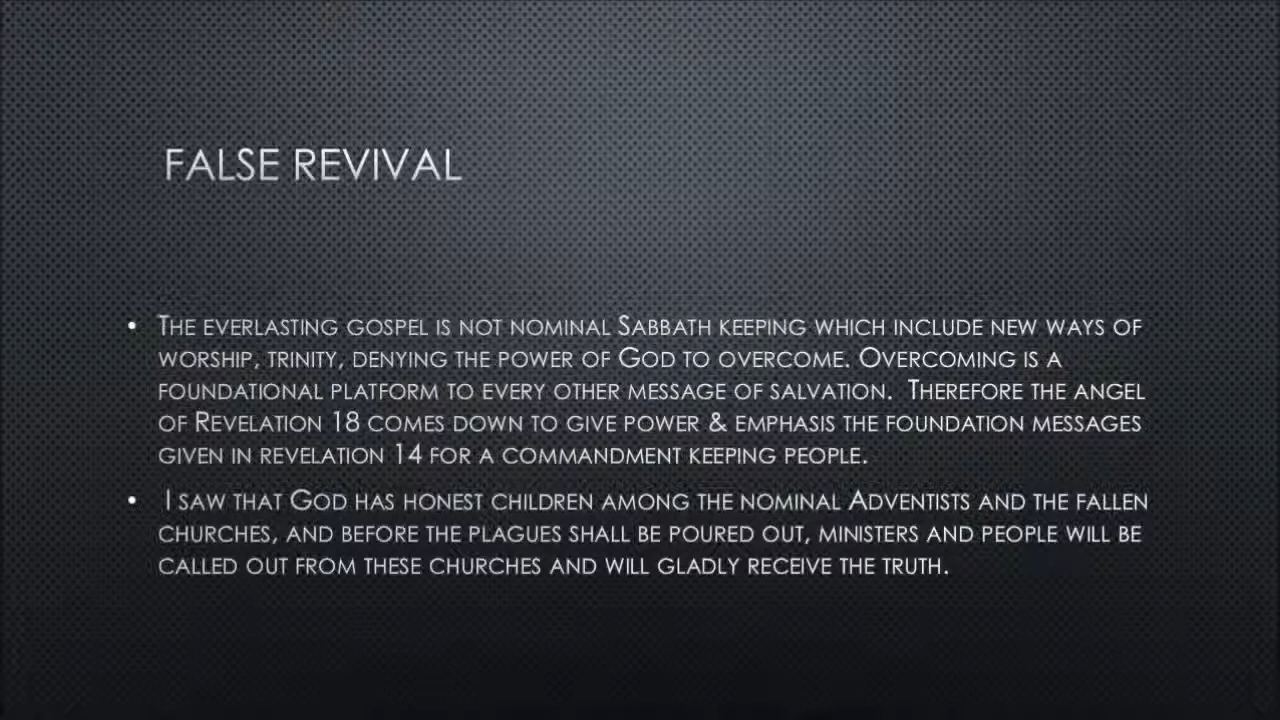 FALSE REVIVAL
• The everlasting gospel is not nominal Sabbath keeping which include new ways of
worship, trinity, denying the power of God to overcome. Overcoming is a
foundational platform to every other message of salvation. Therefore the angel
of Revelation 18 comes down to give power & emphasis the foundation messages
given in revelation 14 for a commandment keeping people.
• I saw that God has honest children among the nominal Adventists and the fallen
churches, and before the plagues shall be poured out, ministers and people will be
called out from these churches and will gladly receive the truth.